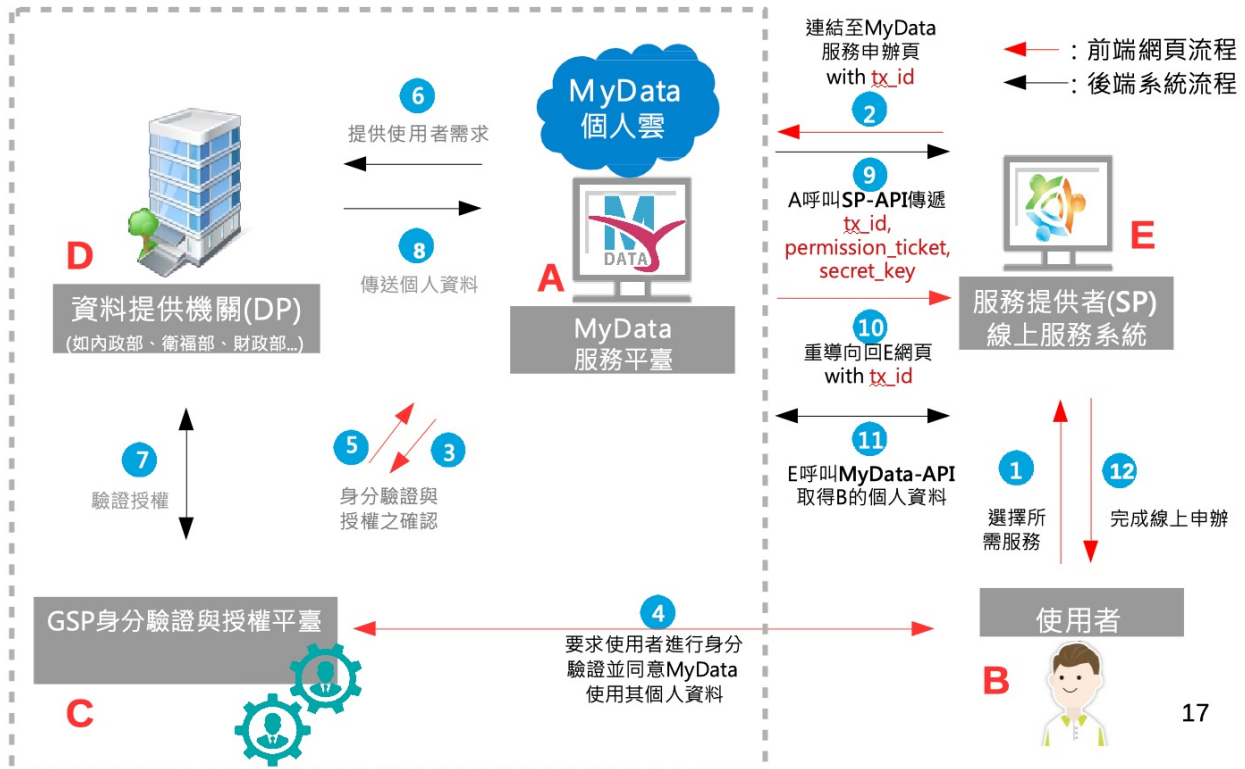 連結至MyData
服務申辦頁
with tx_id
：前端網頁流程
：後端系統流程
6
提供使用者需求
MyData
個人雲
2
9
A呼叫SP-API傳遞
tx_id,
permission_ticket,
secret_key
8
傳送個人資料
M
Y
DATA
D
A
E
資料提供機關(DP)
(如內政部、衛福部、財政部...)
MyData
服務平臺
服務提供者(SP)
線上服務系統
10
重導向回E網頁
with tx_id
7
驗證授權
5
3
身分驗證與
授權之確認
11
E呼叫MyData-API
取得B的個人資料
1
選擇所
需服務
12
完成線上申辦
GSP身分驗證與授權平臺
4
要求使用者進行身分
驗證並同意MyData
使用其個人資料
使用者
C
B
17